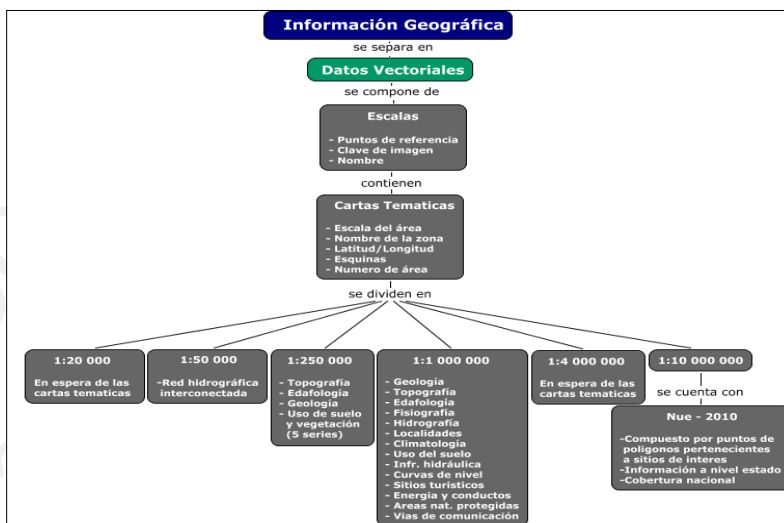 Información Geográfica
se separa en
Datos Vectoriales
se compone de
Escalas
- Puntos de referencia
- Clave de imagen
- Nombre
contienen
Cartas Tematicas
- Escala del área
- Nombre de la zona
- Latitud/Longitud
- Esquinas
- Numero de área
se dividen en
1:20 000
En espera de las
cartas tematicas
1:50 000
-Red hidrográfica
interconectada
1:250 000
- Topografía
- Edafología
- Geología
- Uso de suelo
y vegetación
(5 series)
1:1 000 000
- Geología
- Topografía
- Edafología
- Fisiografía
- Hidrografía
- Localidades
- Climatología
- Uso del suelo
- Infr. hidráulica
- Curvas de nivel
- Sitios turisticos
- Energia y conductos
- Areas nat. protegidas
- Vias de comunicación
1:4 000 000
En espera de las
cartas tematicas
1:10 000 000
se cuenta con
Nue - 2010
-Compuesto por puntos de
poligonos pertenecientes
a sitios de interes
-Información a nivel estado
-Cobertura nacional